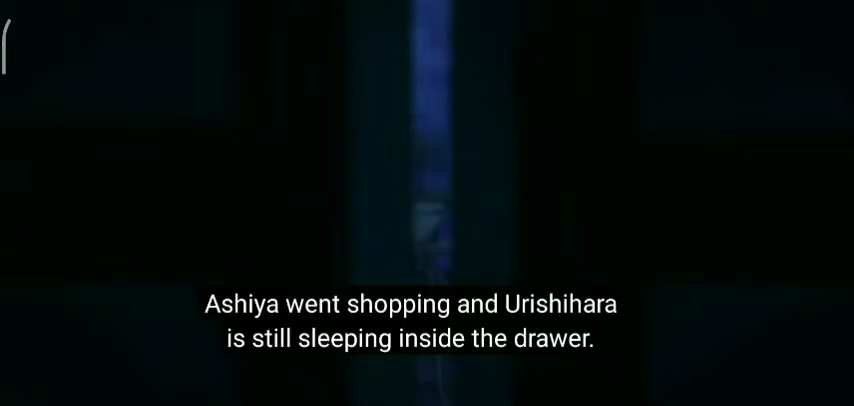 Ashiya went shopping and Urishihara
is still sleeping inside the drawer.